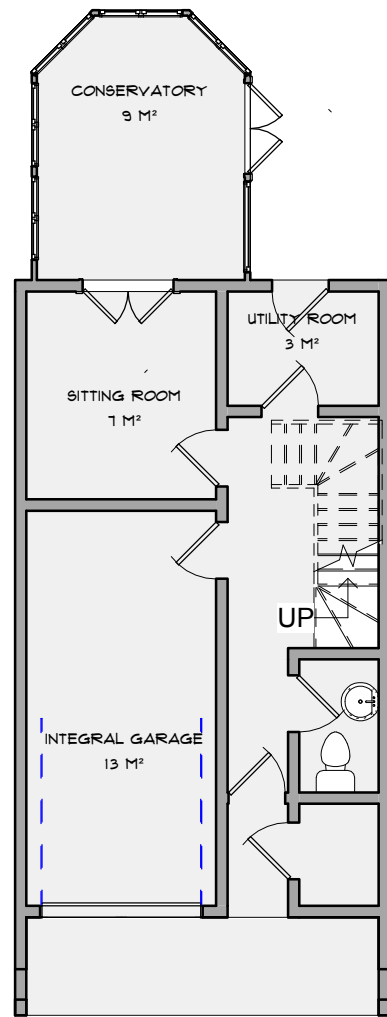 CONSERVATORY
9 M²
UTILITY ROOM
3 M²
SITTING ROOM
7 M²
UP
INTEGRAL GARAGE
13 M²